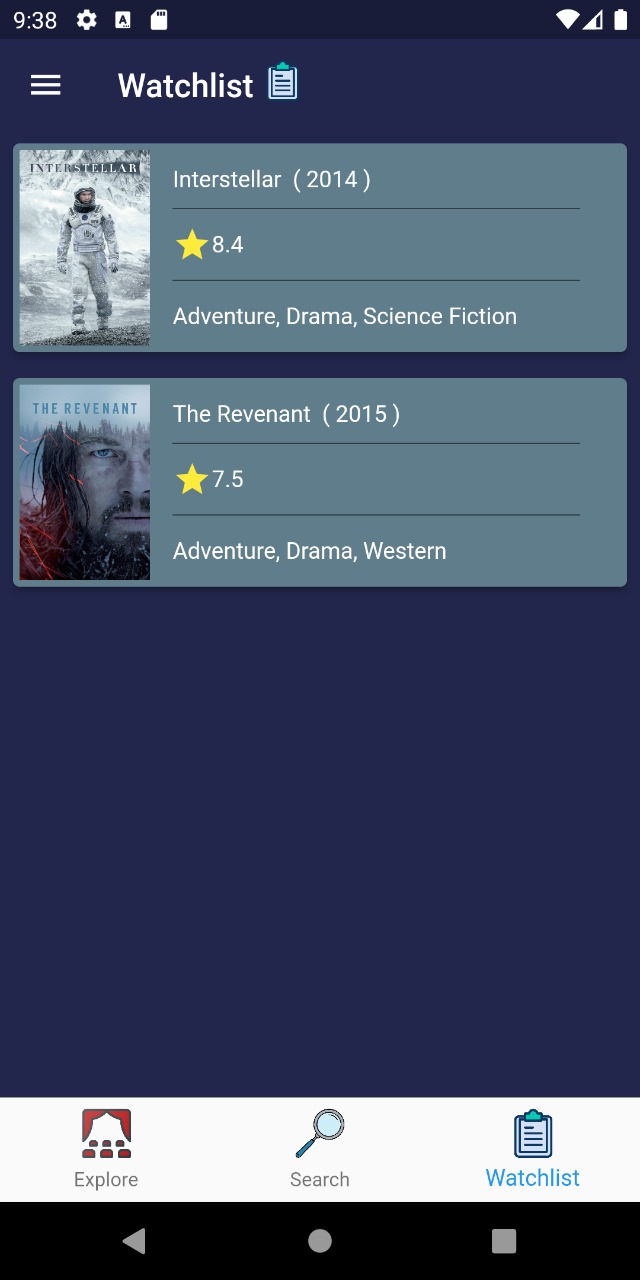 9:38
A
Watchlist
INTERSTELLAR
Interstellar ( 2014 )
8.4
Adventure, Drama, Science Fiction
THE REVENANT
The Revenant ( 2015 )
7.5
Adventure, Drama, Western
Explore
Search
Watchlist